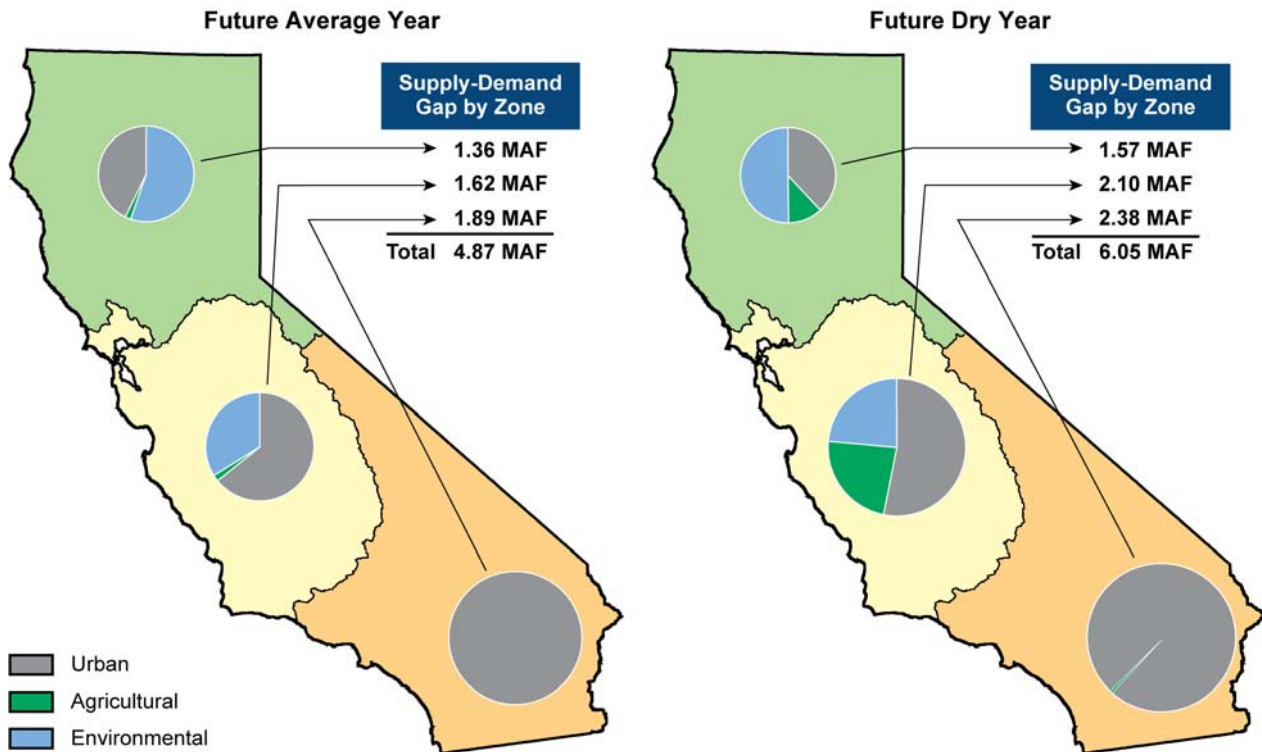 Future Average Year
Supply-Demand
Gap by Zone
1.36 MAF
1.62 MAF
1.89 MAF
Total 4.87 MAF
Future Dry Year
Supply-Demand
Gap by Zone
1.57 MAF
2.10 MAF
2.38 MAF
Total 6.05 MAF
Urban
Agricultural
Environmental